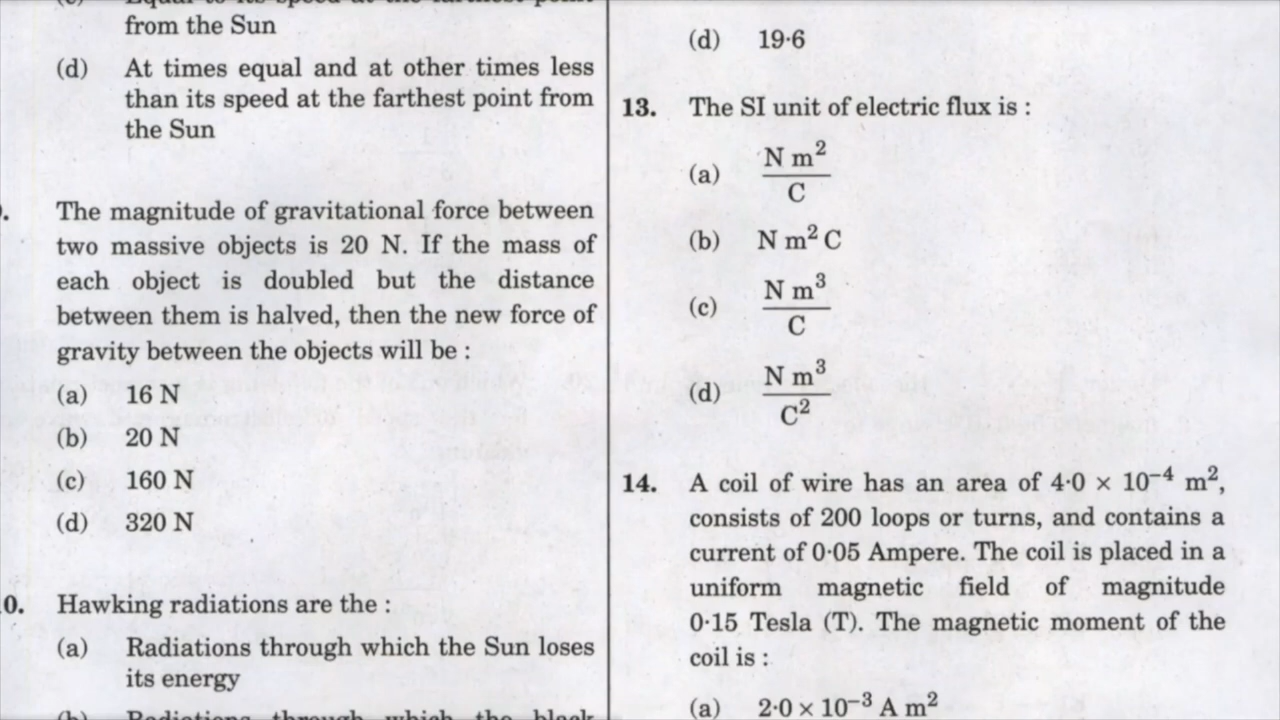 from the Sun
(d) At times equal and at other times less
than its speed at the farthest point from
the Sun
The magnitude of gravitational force between
two massive objects is 20 N. If the mass of
each object is doubled but the distance
between them is halved, then the new force of
gravity between the objects will be :
(a) 16 N
(b) 20 N
(c) 160 N
(d) 320 N
0. Hawking radiations are the :
(a) Radiations through which the Sun loses
its energy
(b) Radiations through which the black
(d) 19·6
13. The SI unit of electric flux is :
(a) N m²
C
(b) N m² C
(c) N m³
C
(d) N m³
C²
14. A coil of wire has an area of 4·0 × 10⁻⁴ m²,
consists of 200 loops or turns, and contains a
current of 0·05 Ampere. The coil is placed in a
uniform magnetic field of magnitude
0·15 Tesla (T). The magnetic moment of the
coil is :
(a) 2·0 × 10⁻³ A m²